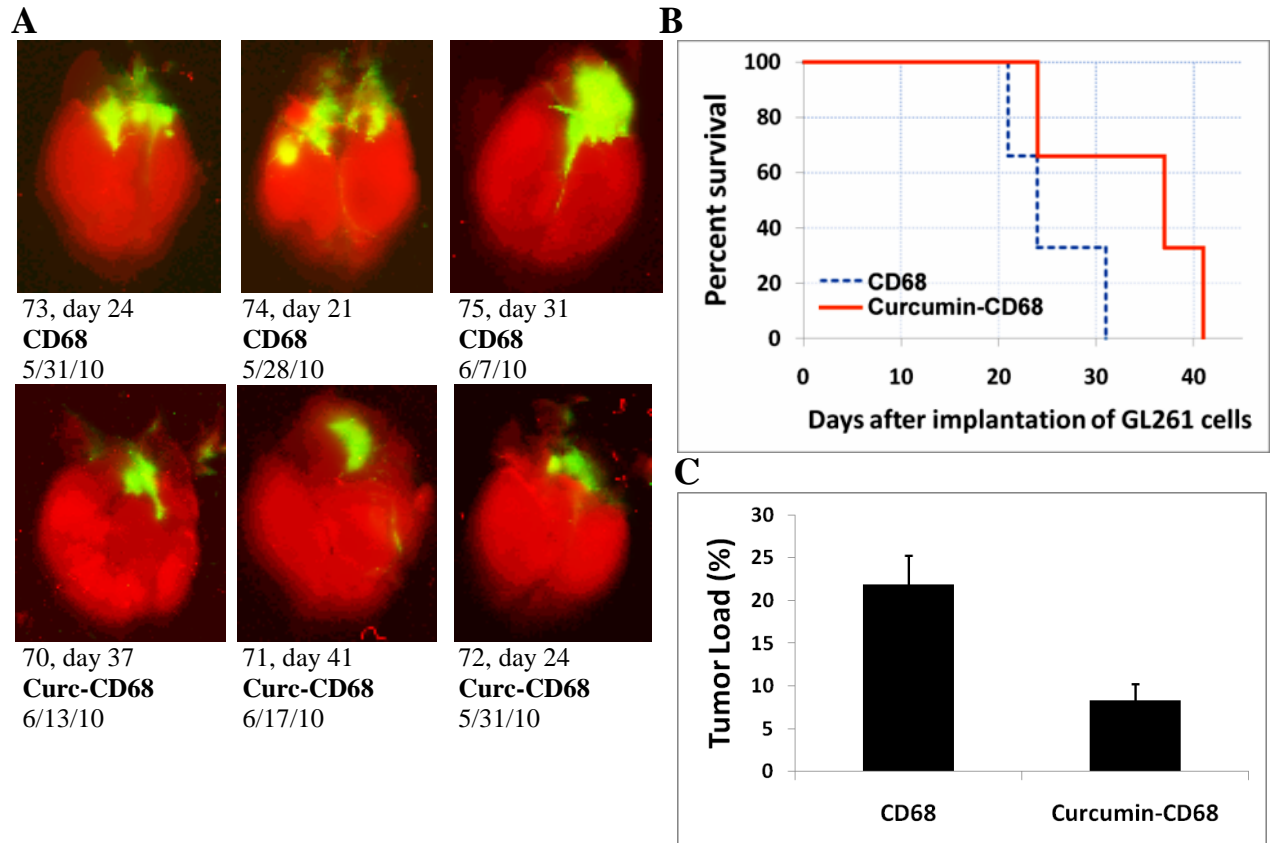 A
73, day 24
CD68
5/31/10
74, day 21
CD68
5/28/10
75, day 31
CD68
6/7/10
70, day 37
Curc-CD68
6/13/10
71, day 41
Curc-CD68
6/17/10
72, day 24
Curc-CD68
5/31/10
B
Percent survival
100
80
60
40
20
0
CD68
Curcumin-CD68
0 10 20 30 40
Days after implantation of GL261 cells
C
Tumor Load (%)
30
25
20
15
10
5
0
CD68 Curcumin-CD68